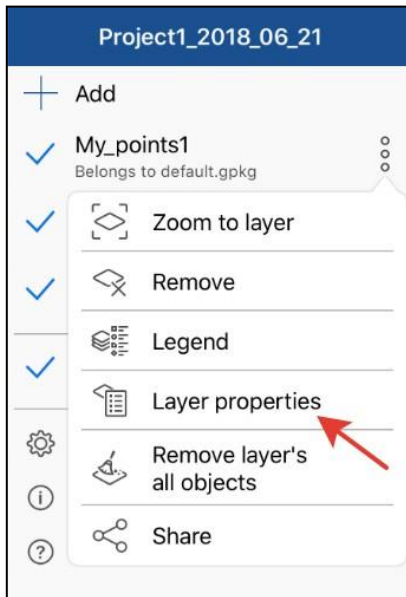 Project1_2018_06_21
Add
My_points1
Belongs to default.gpkg
Zoom to layer
Remove
Legend
Layer properties
Remove layer's
all objects
Share